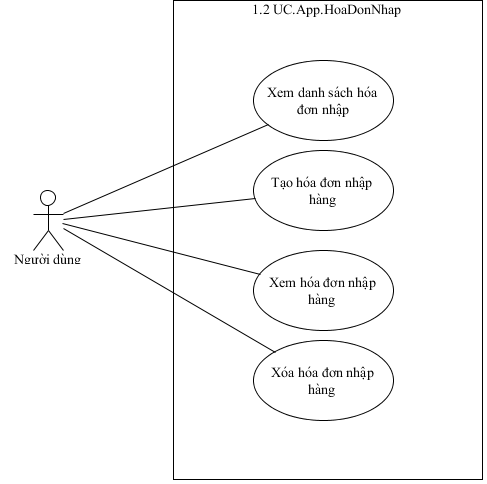 1.2 UC.App.HoaDonNhap
Xem danh sách hóa
đơn nhập
Tạo hóa đơn nhập
hàng
Người dùng
Xem hóa đơn nhập
hàng
Xóa hóa đơn nhập
hàng